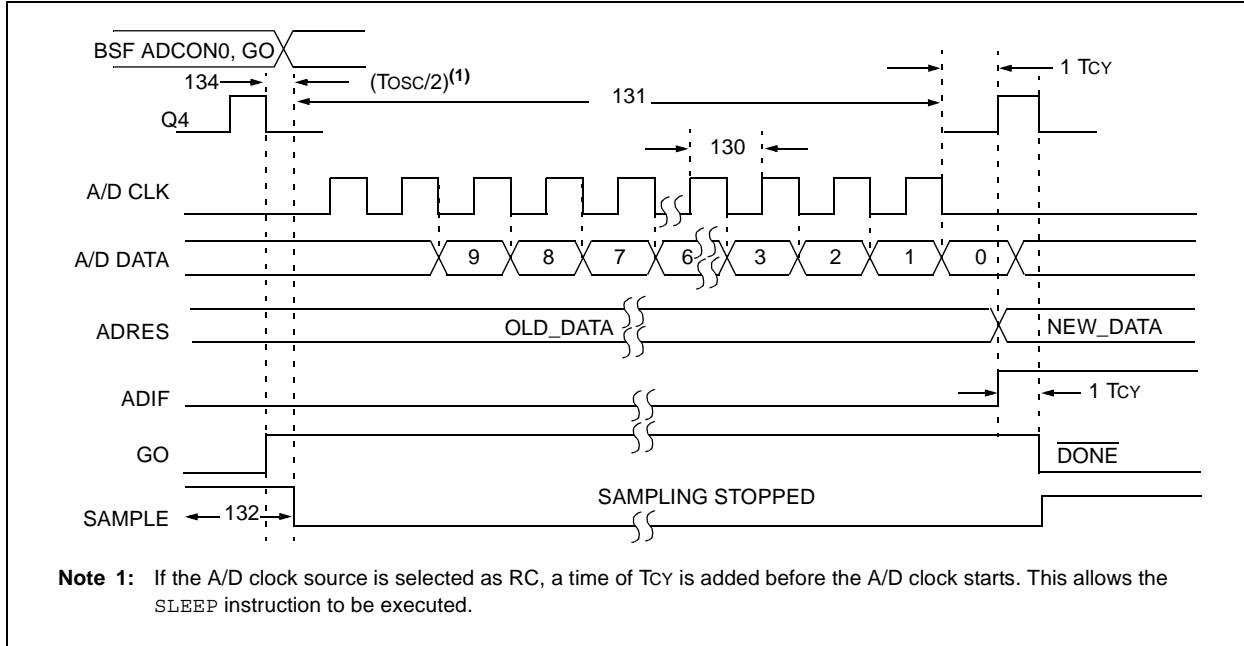 BSF ADCON0, GO
134 (TOSC/2)(1) 131 1 TCY
Q4
130
A/D CLK
A/D DATA 9 8 7 6 3 2 1 0
ADRES OLD_DATA NEW_DATA
ADIF 1 TCY
GO DONE
SAMPLE 132 SAMPLING STOPPED
Note 1: If the A/D clock source is selected as RC, a time of TCY is added before the A/D clock starts. This allows the
SLEEP instruction to be executed.